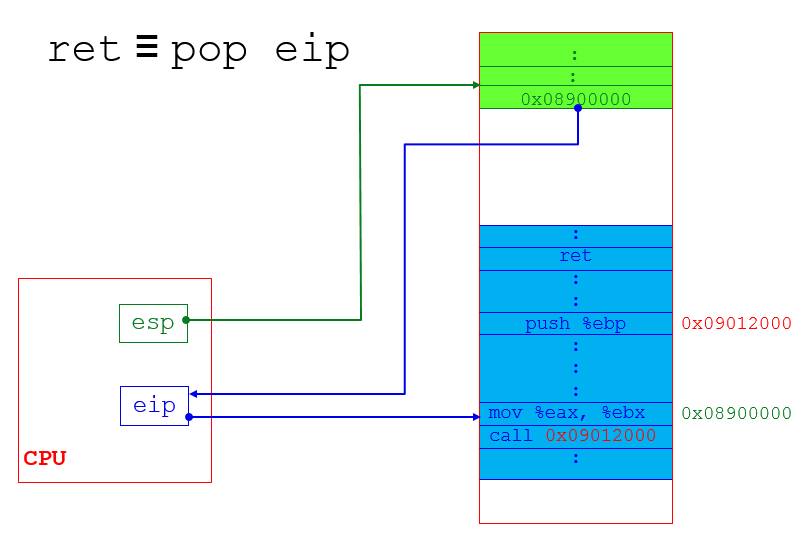 ret ≡ pop eip
:
:
0x08900000
:
ret
:
:
esp
push %ebp 0x09012000
:
:
:
eip
mov %eax, %ebx 0x08900000
call 0x09012000
CPU
: